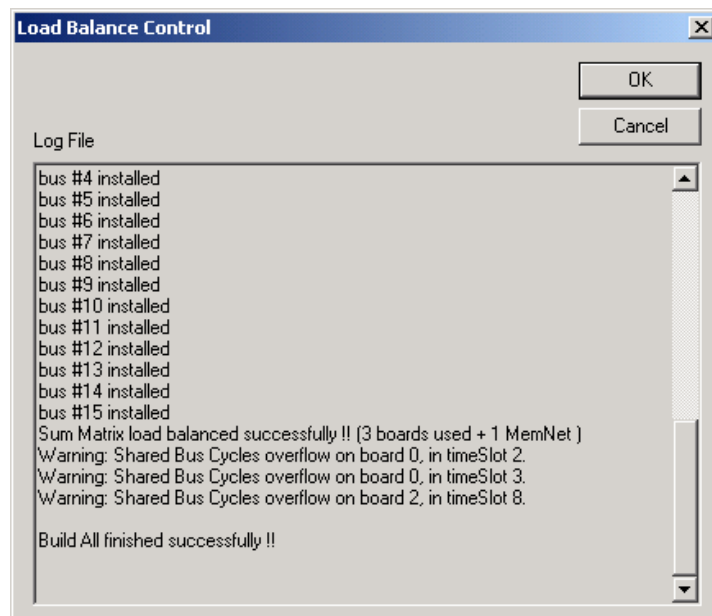 Load Balance Control
OK
Cancel
Log File
bus #4 installed
bus #5 installed
bus #6 installed
bus #7 installed
bus #8 installed
bus #9 installed
bus #10 installed
bus #11 installed
bus #12 installed
bus #13 installed
bus #14 installed
bus #15 installed
Sum Matrix load balanced successfully !! (3 boards used + 1 MemNet )
Warning: Shared Bus Cycles overflow on board 0, in timeSlot 2.
Warning: Shared Bus Cycles overflow on board 0, in timeSlot 3.
Warning: Shared Bus Cycles overflow on board 2, in timeSlot 8.
Build All finished successfully !!